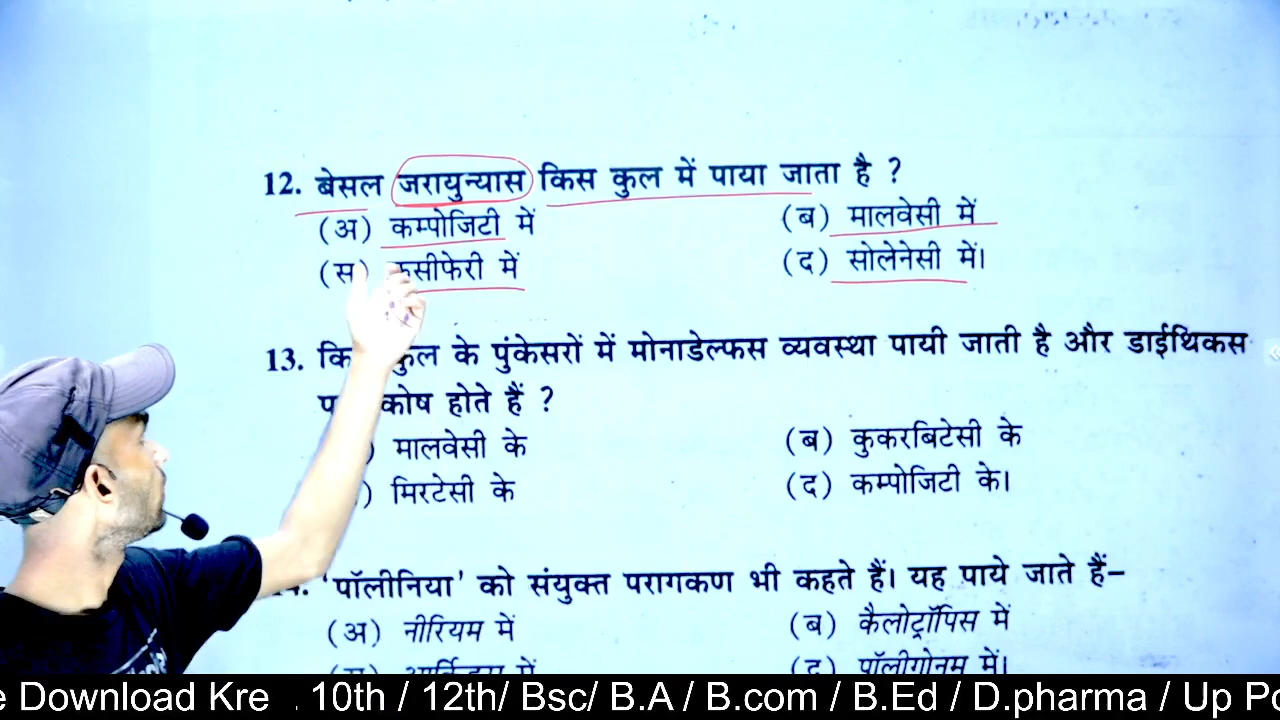 12. बेसल जरायुन्यास किस कुल में पाया जाता है ?
(अ) कम्पोजिटी में (ब) मालवेसी में
(स) सीफेरी में (द) सोलेनेसी में।
13. कुल के पुंकेसरों में मोनाडेल्फस व्यवस्था पायी जाती है और डाईथिकस
कोष होते हैं ?
मालवेसी के (ब) कुकरबिटेसी के
मिरटेसी के (द) कम्पोजिटी के।
'पॉलीनिया' को संयुक्त परागकण भी कहते हैं। यह पाये जाते हैं–
(अ) नीरियम में (ब) कैलोट्रॉपिस में
(द) पॉलीगोनम में।
e Download Kre . 10th / 12th/ Bsc/ B.A / B.com / B.Ed / D.pharma / Up Po